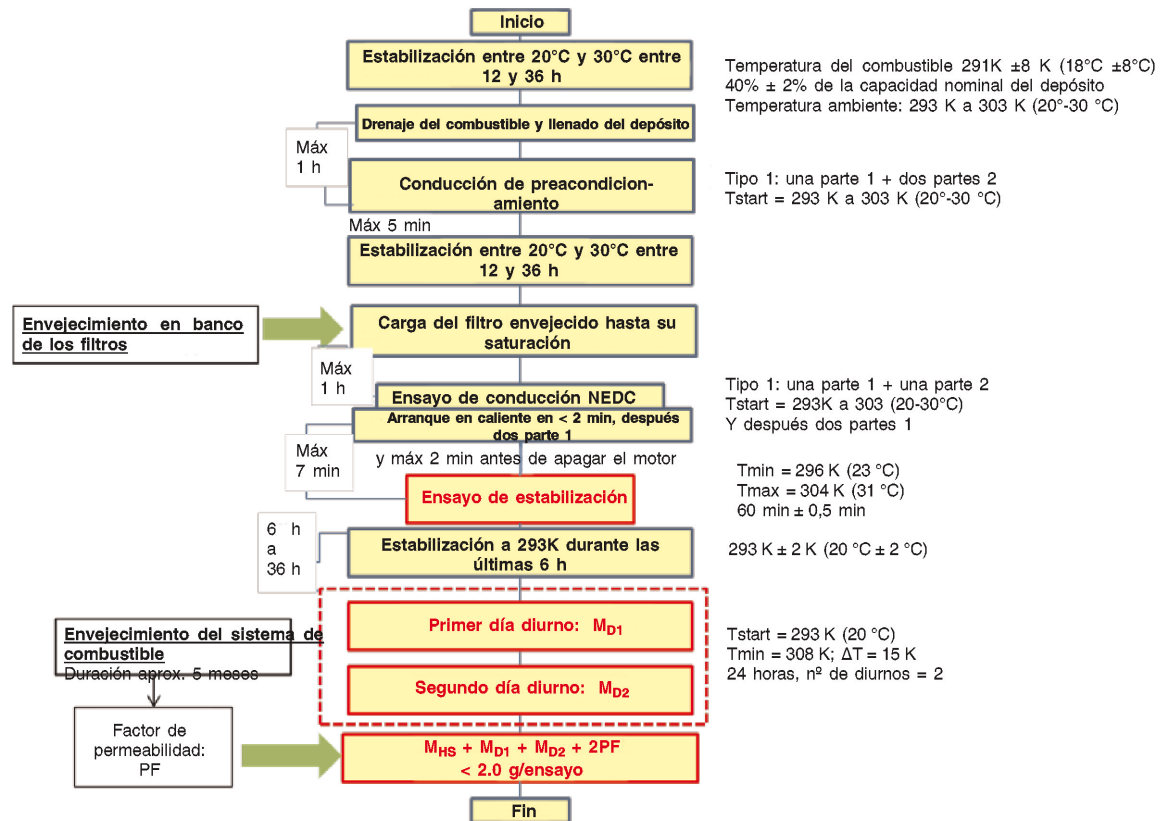 Inicio
Estabilización entre 20°C y 30°C entre
12 y 36 h
Temperatura del combustible 291K ±8 K (18°C ±8°C)
40% ± 2% de la capacidad nominal del depósito
Temperatura ambiente: 293 K a 303 K (20°-30 °C)
Drenaje del combustible y llenado del depósito
Máx
1 h
Conducción de preacondicion-
amiento
Tipo 1: una parte 1 + dos partes 2
Tstart = 293 K a 303 K (20°-30 °C)
Máx 5 min
Estabilización entre 20°C y 30°C entre
12 y 36 h
Envejecimiento en banco
de los filtros
Carga del filtro envejecido hasta su
saturación
Máx
1 h
Ensayo de conducción NEDC
Tipo 1: una parte 1 + una parte 2
Tstart = 293K a 303 (20-30°C)
Y después dos partes 1
Arranque en caliente en < 2 min, después
dos parte 1
Máx
7 min
y máx 2 min antes de apagar el motor
Ensayo de estabilización
Tmin = 296 K (23 °C)
Tmax = 304 K (31 °C)
60 min ± 0,5 min
6 h
a
36 h
Estabilización a 293K durante las
últimas 6 h
293 K ± 2 K (20 °C ± 2 °C)
Primer día diurno: MD1
Envejecimiento del sistema de
combustible
Duración aprox. 5 meses
Tstart = 293 K (20 °C)
Tmin = 308 K; ΔT = 15 K
24 horas, nº de diurnos = 2
Segundo día diurno: MD2
Factor de
permeabilidad:
PF
MHS + MD1 + MD2 + 2PF
< 2.0 g/ensayo
Fin